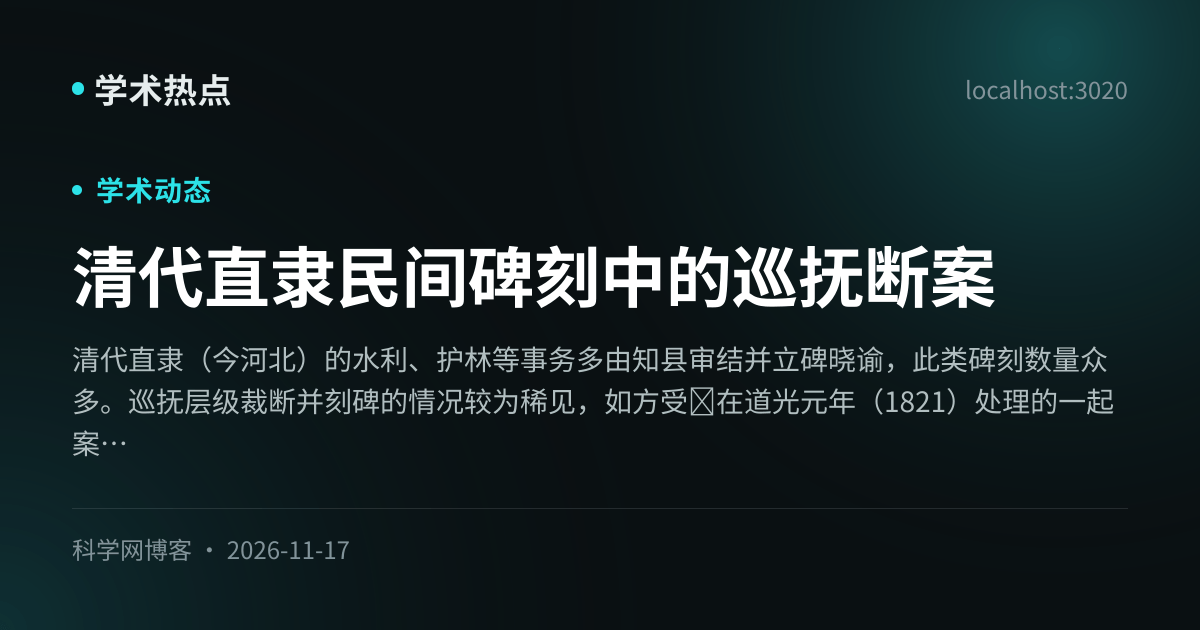 学术热点
localhost:3020
学术动态
清代直隶民间碑刻中的巡抚断案
清代直隶（今河北）的水利、护林等事务多由知县审结并立碑晓谕，此类碑刻数量众
多。巡抚层级裁断并刻碑的情况较为稀见，如方受在道光元年（1821）处理的一起
案…
科学网博客 · 2026-11-17